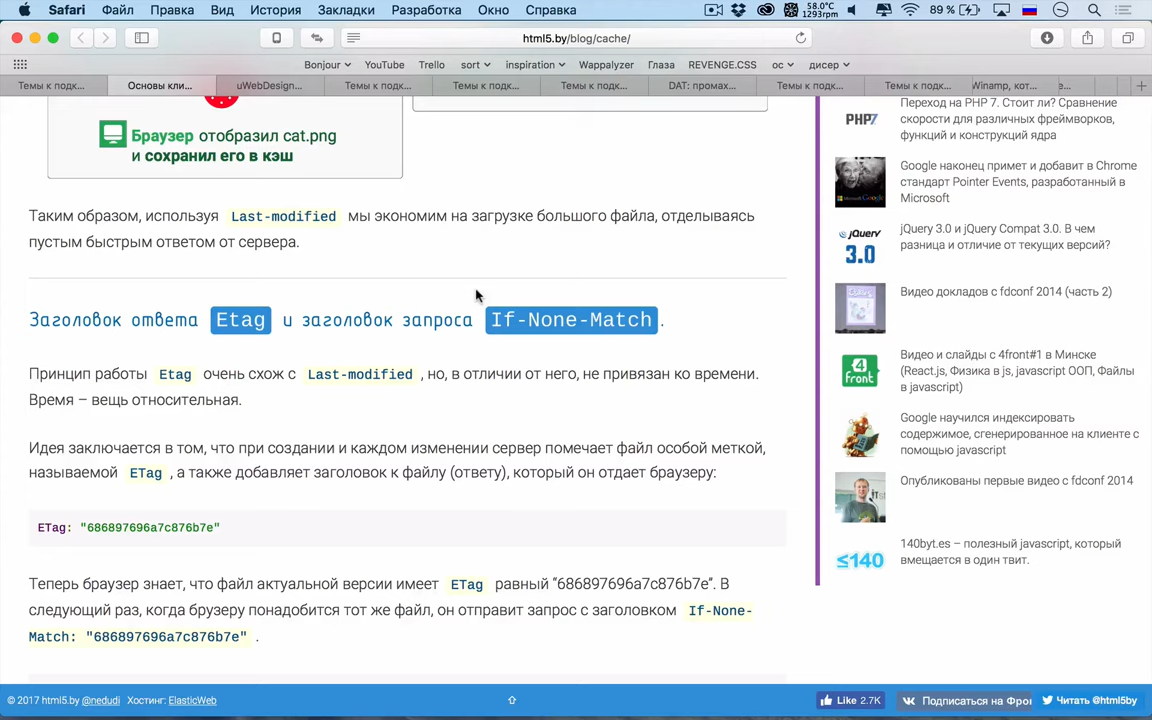 Safari Файл Правка Вид История Закладки Разработка Окно Справка 58.0°C 1293rpm 89 %
html5.by/blog/cache/
Bonjour YouTube Trello sort inspiration Wappalyzer Глаза REVENGE.CSS ос дисер
Темы к подк... Основы кли... uWebDesign... Темы к подк... Темы к подк... Темы к подк... DAT: промах... Темы к подк... Темы к подк... Winamp, кот... е...
Браузер отобразил cat.png
и сохранил его в кэш
Таким образом, используя Last-modified мы экономим на загрузке большого файла, отделываясь
пустым быстрым ответом от сервера.
Заголовок ответа Etag и заголовок запроса If-None-Match .
Принцип работы Etag очень схож с Last-modified , но, в отличии от него, не привязан ко времени.
Время – вещь относительная.
Идея заключается в том, что при создании и каждом изменении сервер помечает файл особой меткой,
называемой ETag , а также добавляет заголовок к файлу (ответу), который он отдает браузеру:
ETag: "686897696a7c876b7e"
Теперь браузер знает, что файл актуальной версии имеет ETag равный “686897696a7c876b7e”. В
следующий раз, когда брузеру понадобится тот же файл, он отправит запрос с заголовком If-None-
Match: "686897696a7c876b7e" .
PHP7
Переход на PHP 7. Стоит ли? Сравнение
скорости для различных фреймворков,
функций и конструкций ядра
Google наконец примет и добавит в Chrome
стандарт Pointer Events, разработанный в
Microsoft
jQuery
3.0
jQuery 3.0 и jQuery Compat 3.0. В чем
разница и отличие от текущих версий?
Видео докладов с fdconf 2014 (часть 2)
4
front
Видео и слайды с 4front#1 в Минске
(React.js, Физика в js, javascript ООП, Файлы
в javascript)
Google научился индексировать
содержимое, сгенерированное на клиенте с
помощью javascript
Опубликованы первые видео с fdconf 2014
≤140
140byt.es – полезный javascript, который
вмещается в один твит.
© 2017 html5.by @nedudi Хостинг: ElasticWeb Like 2.7K Подписаться на Фро Читать @html5by